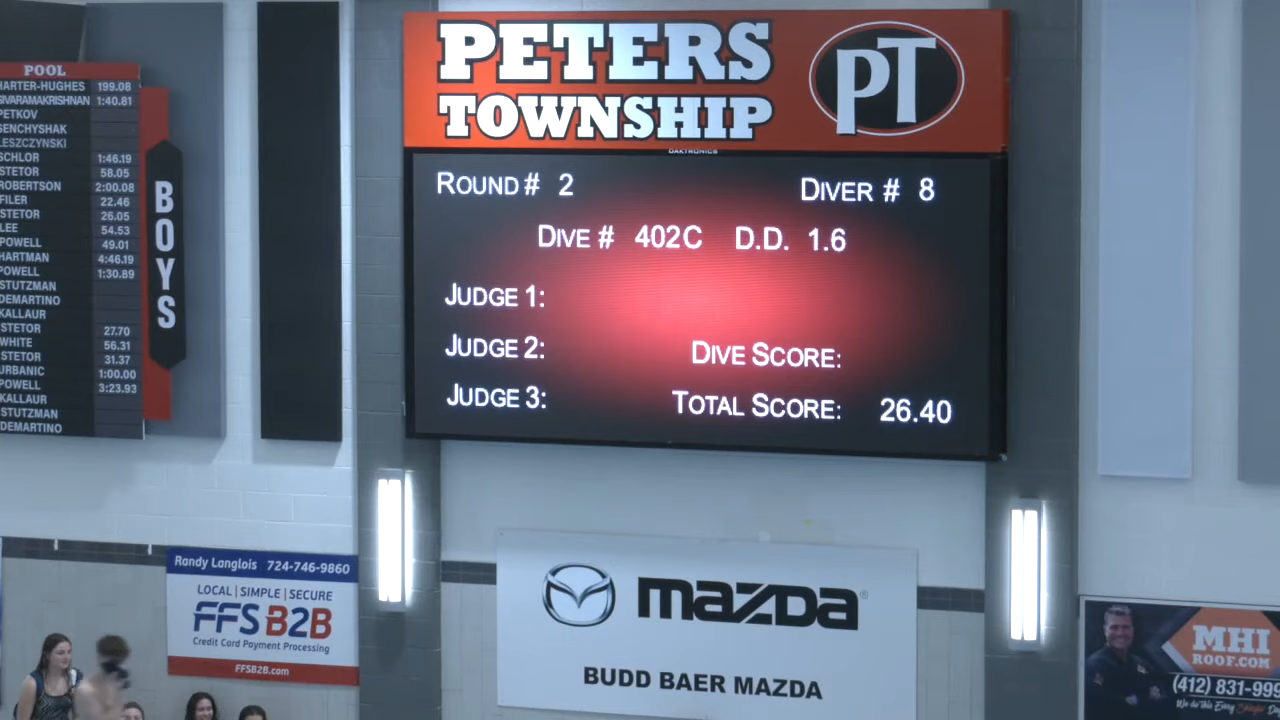 POOL
HARTER-HUGHES 199.08
SIVARAMAKRISHNAN 1:40.81
PETKOV
SENCHYSHAK
LESZCZYNSKI
SCHLOR 1:46.19
STETOR 58.05
ROBERTSON 2:00.08
FILER 22.46
STETOR 26.05
LEE 54.53
POWELL 49.01
HARTMAN 4:46.19
POWELL 1:30.89
STUTZMAN
DEMARTINO
KALLAUR
STETOR 27.70
WHITE 56.31
STETOR 31.37
URBANIC 1:00.00
POWELL 3:23.93
KALLAUR
STUTZMAN
DEMARTINO
BOYS
PETERS
TOWNSHIP
PT
DAKTRONICS
ROUND # 2 DIVER # 8
DIVE # 402C D.D. 1.6
JUDGE 1:
JUDGE 2: DIVE SCORE:
JUDGE 3: TOTAL SCORE: 26.40
Randy Langlois 724-746-9860
LOCAL | SIMPLE | SECURE
FFS B2B
Credit Card Payment Processing
FFSB2B.com
mazda®
BUDD BAER MAZDA
MHI
ROOF.COM
(412) 831-999
We do this Every